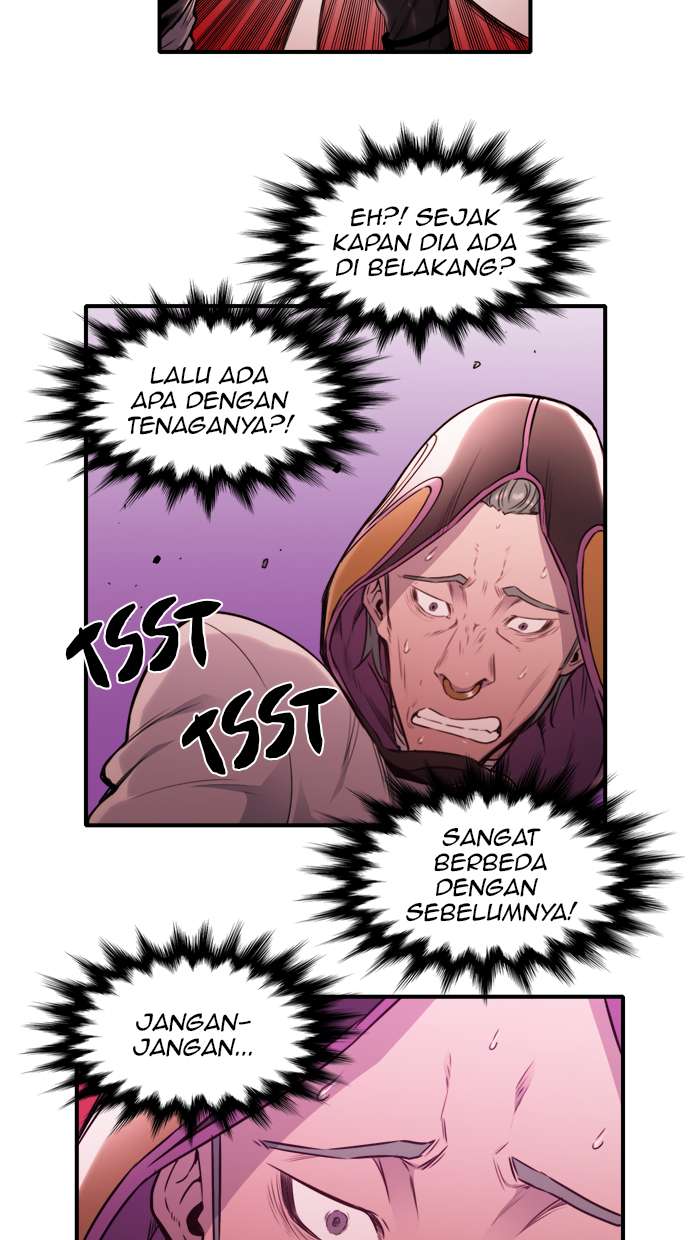 EH?! SEJAK
KAPAN DIA ADA
DI BELAKANG?
LALU ADA
APA DENGAN
TENAGANYA?!
TSST
TSST
SANGAT
BERBEDA
DENGAN
SEBELUMNYA!
JANGAN-
JANGAN...